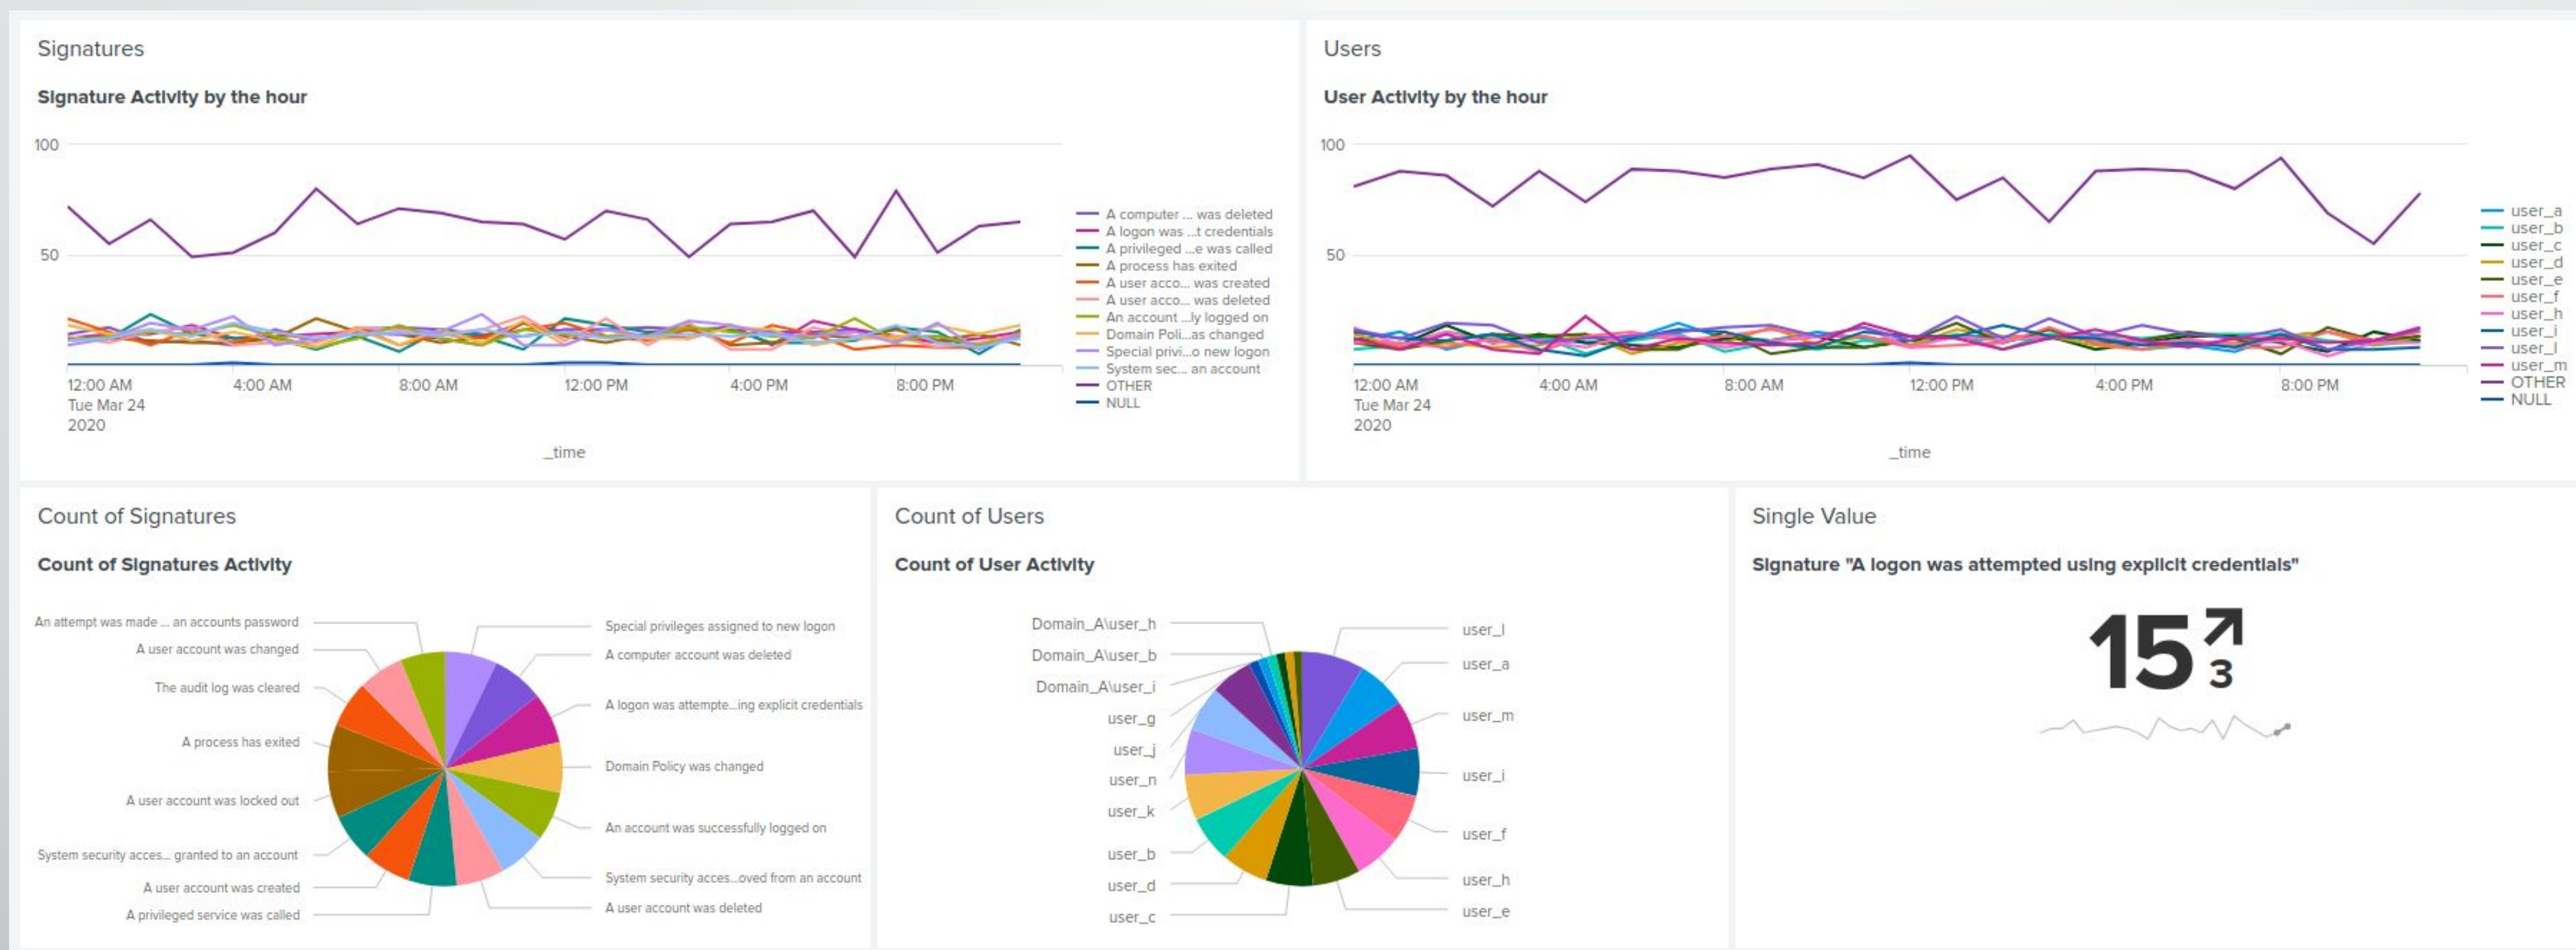 Signatures
Signature Activity by the hour
100
50
12:00 AM
Tue Mar 24
2020
4:00 AM
8:00 AM
12:00 PM
4:00 PM
8:00 PM
_time
A computer ... was deleted
A logon was ...t credentials
A privileged ...e was called
A process has exited
A user acco... was created
A user acco... was deleted
An account ...ly logged on
Domain Poli...as changed
Special privi...o new logon
System sec... an account
OTHER
NULL
Users
User Activity by the hour
100
50
12:00 AM
Tue Mar 24
2020
4:00 AM
8:00 AM
12:00 PM
4:00 PM
8:00 PM
_time
user_a
user_b
user_c
user_d
user_e
user_f
user_h
user_i
user_l
user_m
OTHER
NULL
Count of Signatures
Count of Signatures Activity
An attempt was made ... an accounts password
A user account was changed
The audit log was cleared
A process has exited
A user account was locked out
System security acces... granted to an account
A user account was created
A privileged service was called
Special privileges assigned to new logon
A computer account was deleted
A logon was attempte...ing explicit credentials
Domain Policy was changed
An account was successfully logged on
System security acces...oved from an account
A user account was deleted
Count of Users
Count of User Activity
Domain_A\user_h
Domain_A\user_b
Domain_A\user_i
user_g
user_j
user_n
user_k
user_b
user_d
user_c
user_l
user_a
user_m
user_i
user_f
user_h
user_e
Single Value
Signature "A logon was attempted using explicit credentials"
15
3